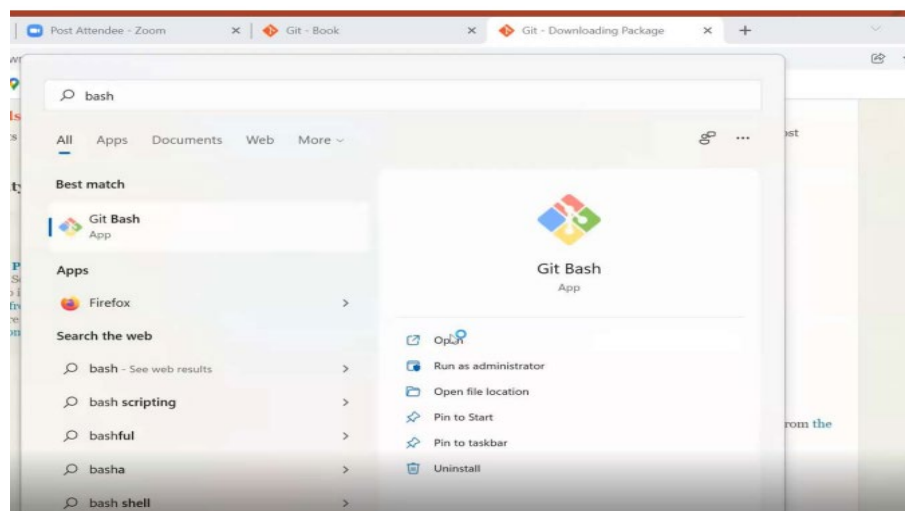 Post Attendee - Zoom
Git - Book
Git - Downloading Package
bash
All Apps Documents Web More
Best match
Git Bash
App
Apps
Firefox
Search the web
bash - See web results
bash scripting
bashful
basha
bash shell
Git Bash
App
Open
Run as administrator
Open file location
Pin to Start
Pin to taskbar
Uninstall
rom the